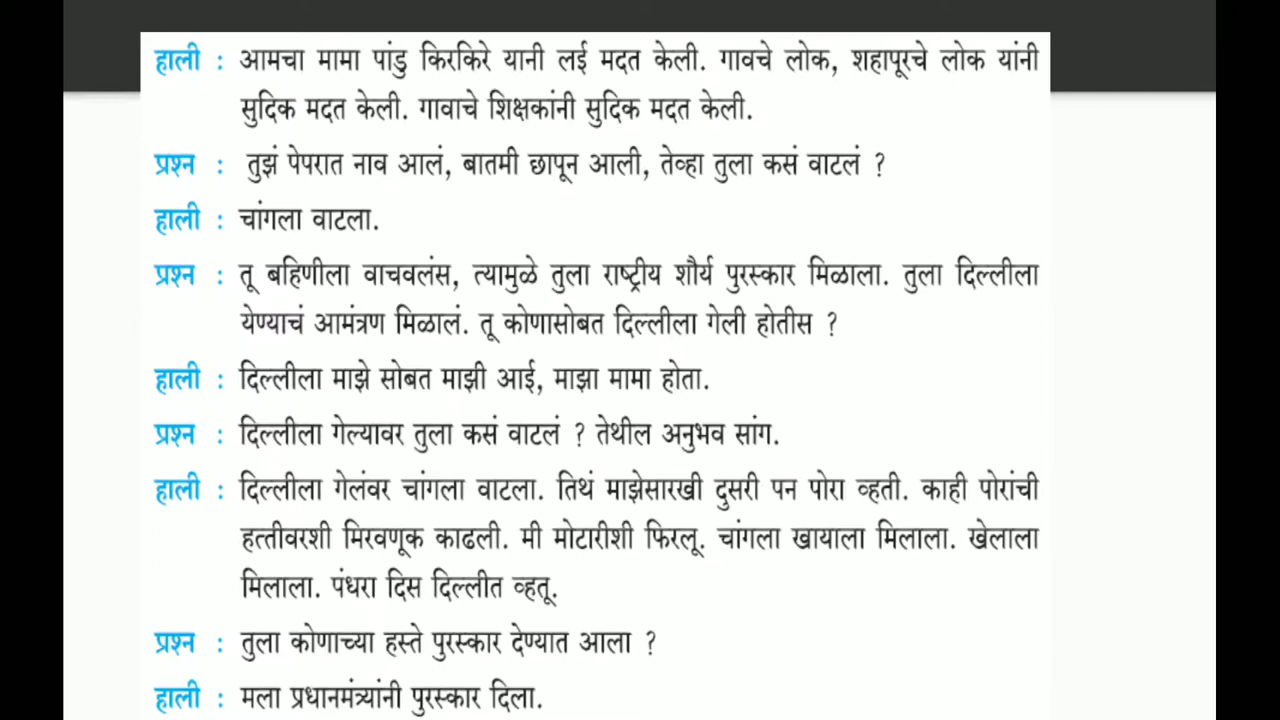 हाली : आमचा मामा पांडु किरकिरे यानी लई मदत केली. गावचे लोक, शहापूरचे लोक यांनी
सुदिक मदत केली. गावाचे शिक्षकांनी सुदिक मदत केली.
प्रश्न : तुझं पेपरात नाव आलं, बातमी छापून आली, तेव्हा तुला कसं वाटलं ?
हाली : चांगला वाटला.
प्रश्न : तू बहिणीला वाचवलंस, त्यामुळे तुला राष्ट्रीय शौर्य पुरस्कार मिळाला. तुला दिल्लीला
येण्याचं आमंत्रण मिळालं. तू कोणासोबत दिल्लीला गेली होतीस ?
हाली : दिल्लीला माझे सोबत माझी आई, माझा मामा होता.
प्रश्न : दिल्लीला गेल्यावर तुला कसं वाटलं ? तेथील अनुभव सांग.
हाली : दिल्लीला गेलंवर चांगला वाटला. तिथं माझेसारखी दुसरी पन पोरा व्हती. काही पोरांची
हत्तीवरशी मिरवणूक काढली. मी मोटारीशी फिरलू. चांगला खायाला मिलाला. खेलाला
मिलाला. पंधरा दिस दिल्लीत व्हतू.
प्रश्न : तुला कोणाच्या हस्ते पुरस्कार देण्यात आला ?
हाली : मला प्रधानमंत्र्यांनी पुरस्कार दिला.